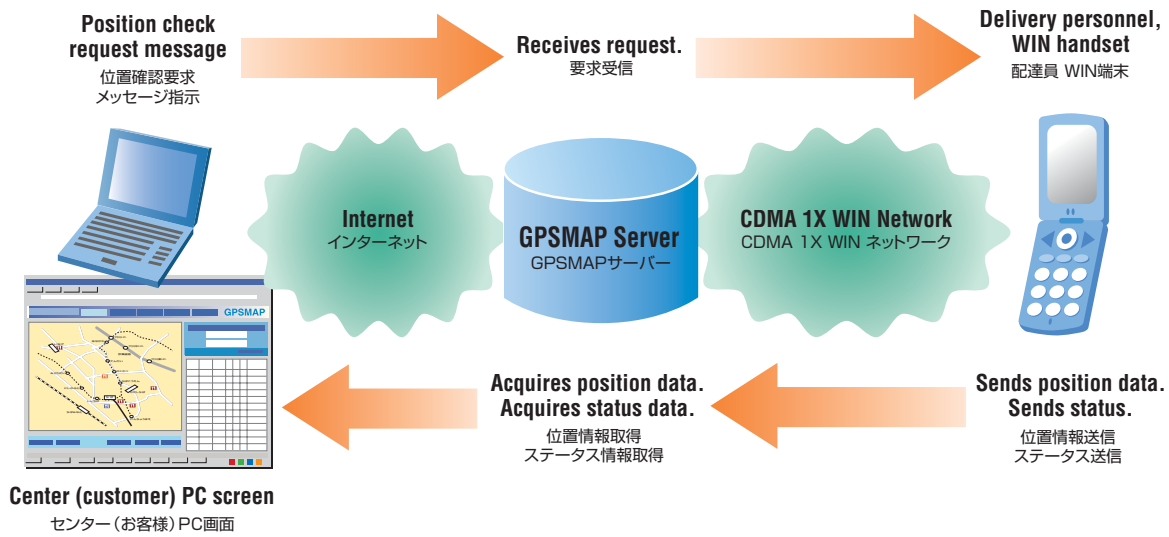 Position check
request message
位置確認要求
メッセージ指示
Receives request.
要求受信
Delivery personnel,
WIN handset
配達員 WIN端末
Internet
インターネット
GPSMAP Server
GPSMAPサーバー
CDMA 1X WIN Network
CDMA 1X WIN ネットワーク
GPSMAP
Acquires position data.
Acquires status data.
位置情報取得
ステータス情報取得
Sends position data.
Sends status.
位置情報送信
ステータス送信
Center (customer) PC screen
センター（お客様）PC画面